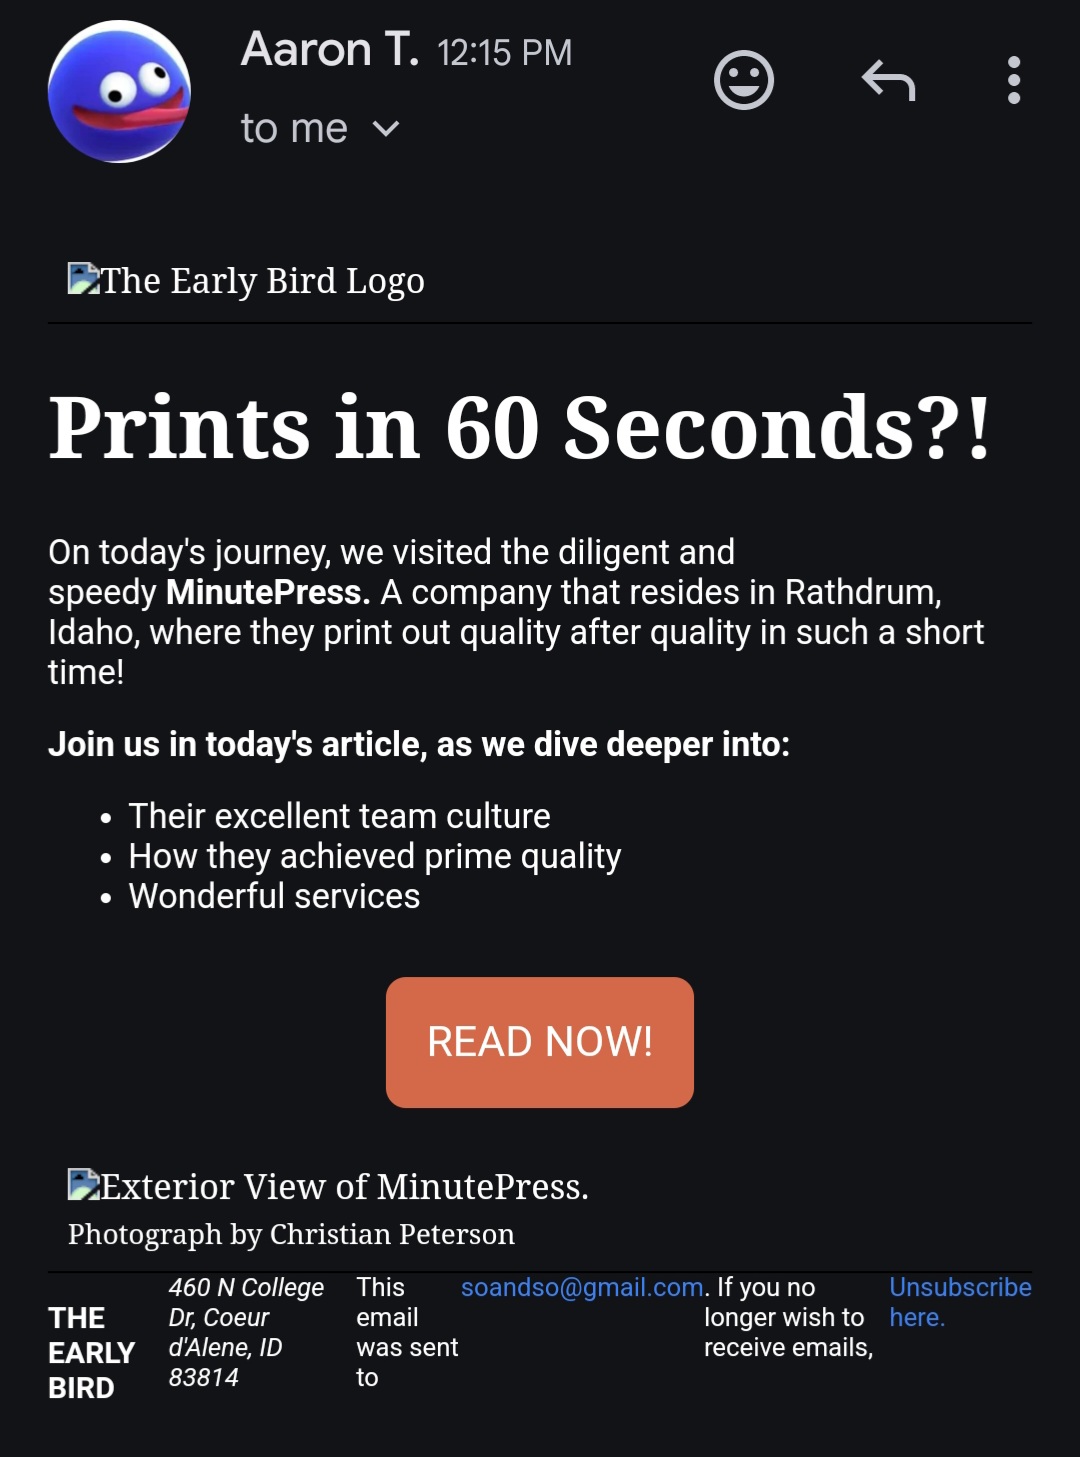 Aaron T. 12:15 PM
to me
The Early Bird Logo
Prints in 60 Seconds?!
On today's journey, we visited the diligent and
speedy MinutePress. A company that resides in Rathdrum,
Idaho, where they print out quality after quality in such a short
time!
Join us in today's article, as we dive deeper into:
• Their excellent team culture
• How they achieved prime quality
• Wonderful services
READ NOW!
Exterior View of MinutePress.
Photograph by Christian Peterson
THE
EARLY
BIRD
460 N College
Dr, Coeur
d'Alene, ID
83814
This
email
was sent
to
soandso@gmail.com
. If you no
longer wish to
receive emails,
Unsubscribe
here.